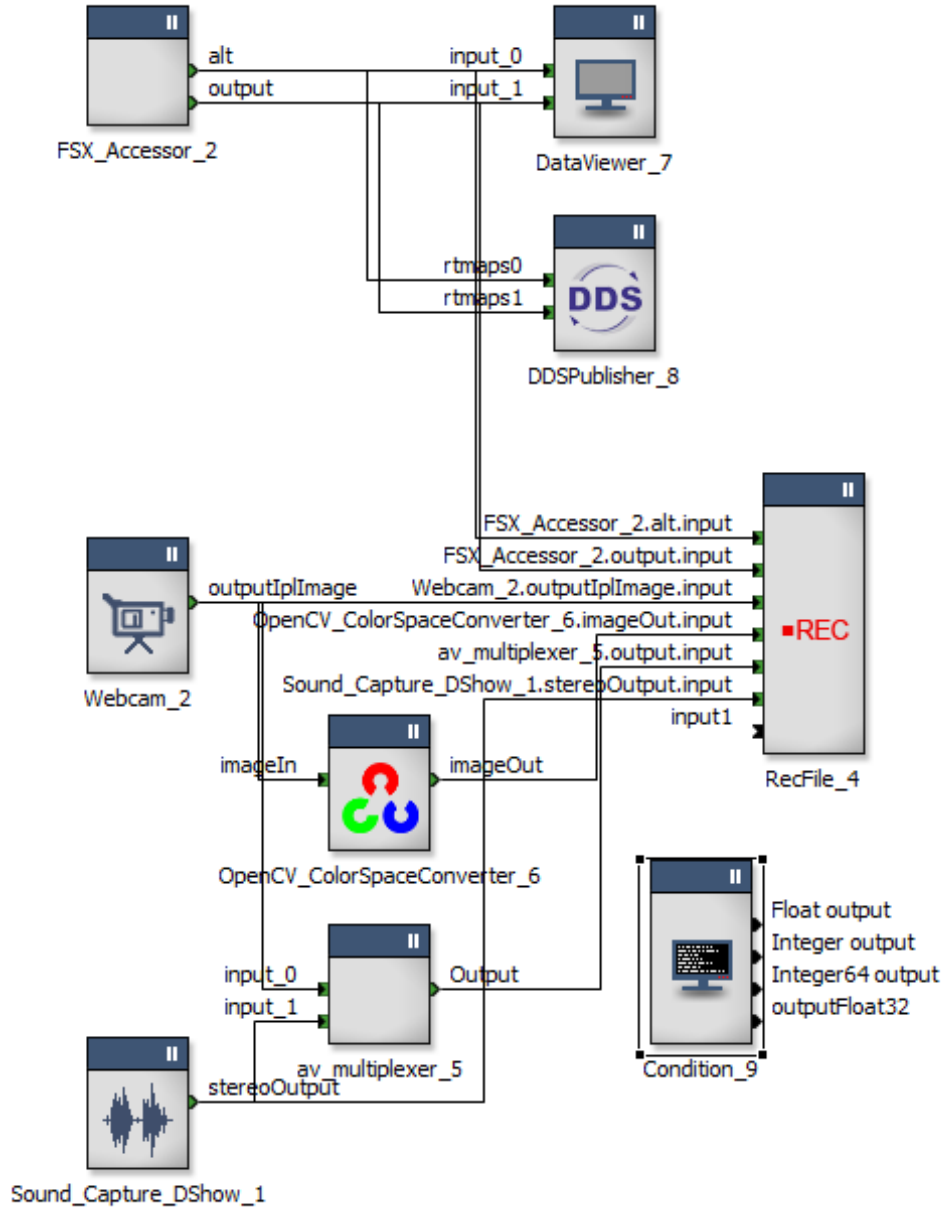 alt
output
FSX_Accessor_2
input_0
input_1
DataViewer_7
rtmaps0
rtmaps1
DDS
DDSPublisher_8
FSX_Accessor_2.alt.input
FSX_Accessor_2.output.input
Webcam_2.outputIplImage.input
OpenCV_ColorSpaceConverter_6.imageOut.input
av_multiplexer_5.output.input
Sound_Capture_DShow_1.stereoOutput.input
input1
REC
RecFile_4
outputIplImage
Webcam_2
imageIn
imageOut
OpenCV_ColorSpaceConverter_6
input_0
input_1
Output
av_multiplexer_5
Float output
Integer output
Integer64 output
outputFloat32
Condition_9
stereoOutput
Sound_Capture_DShow_1